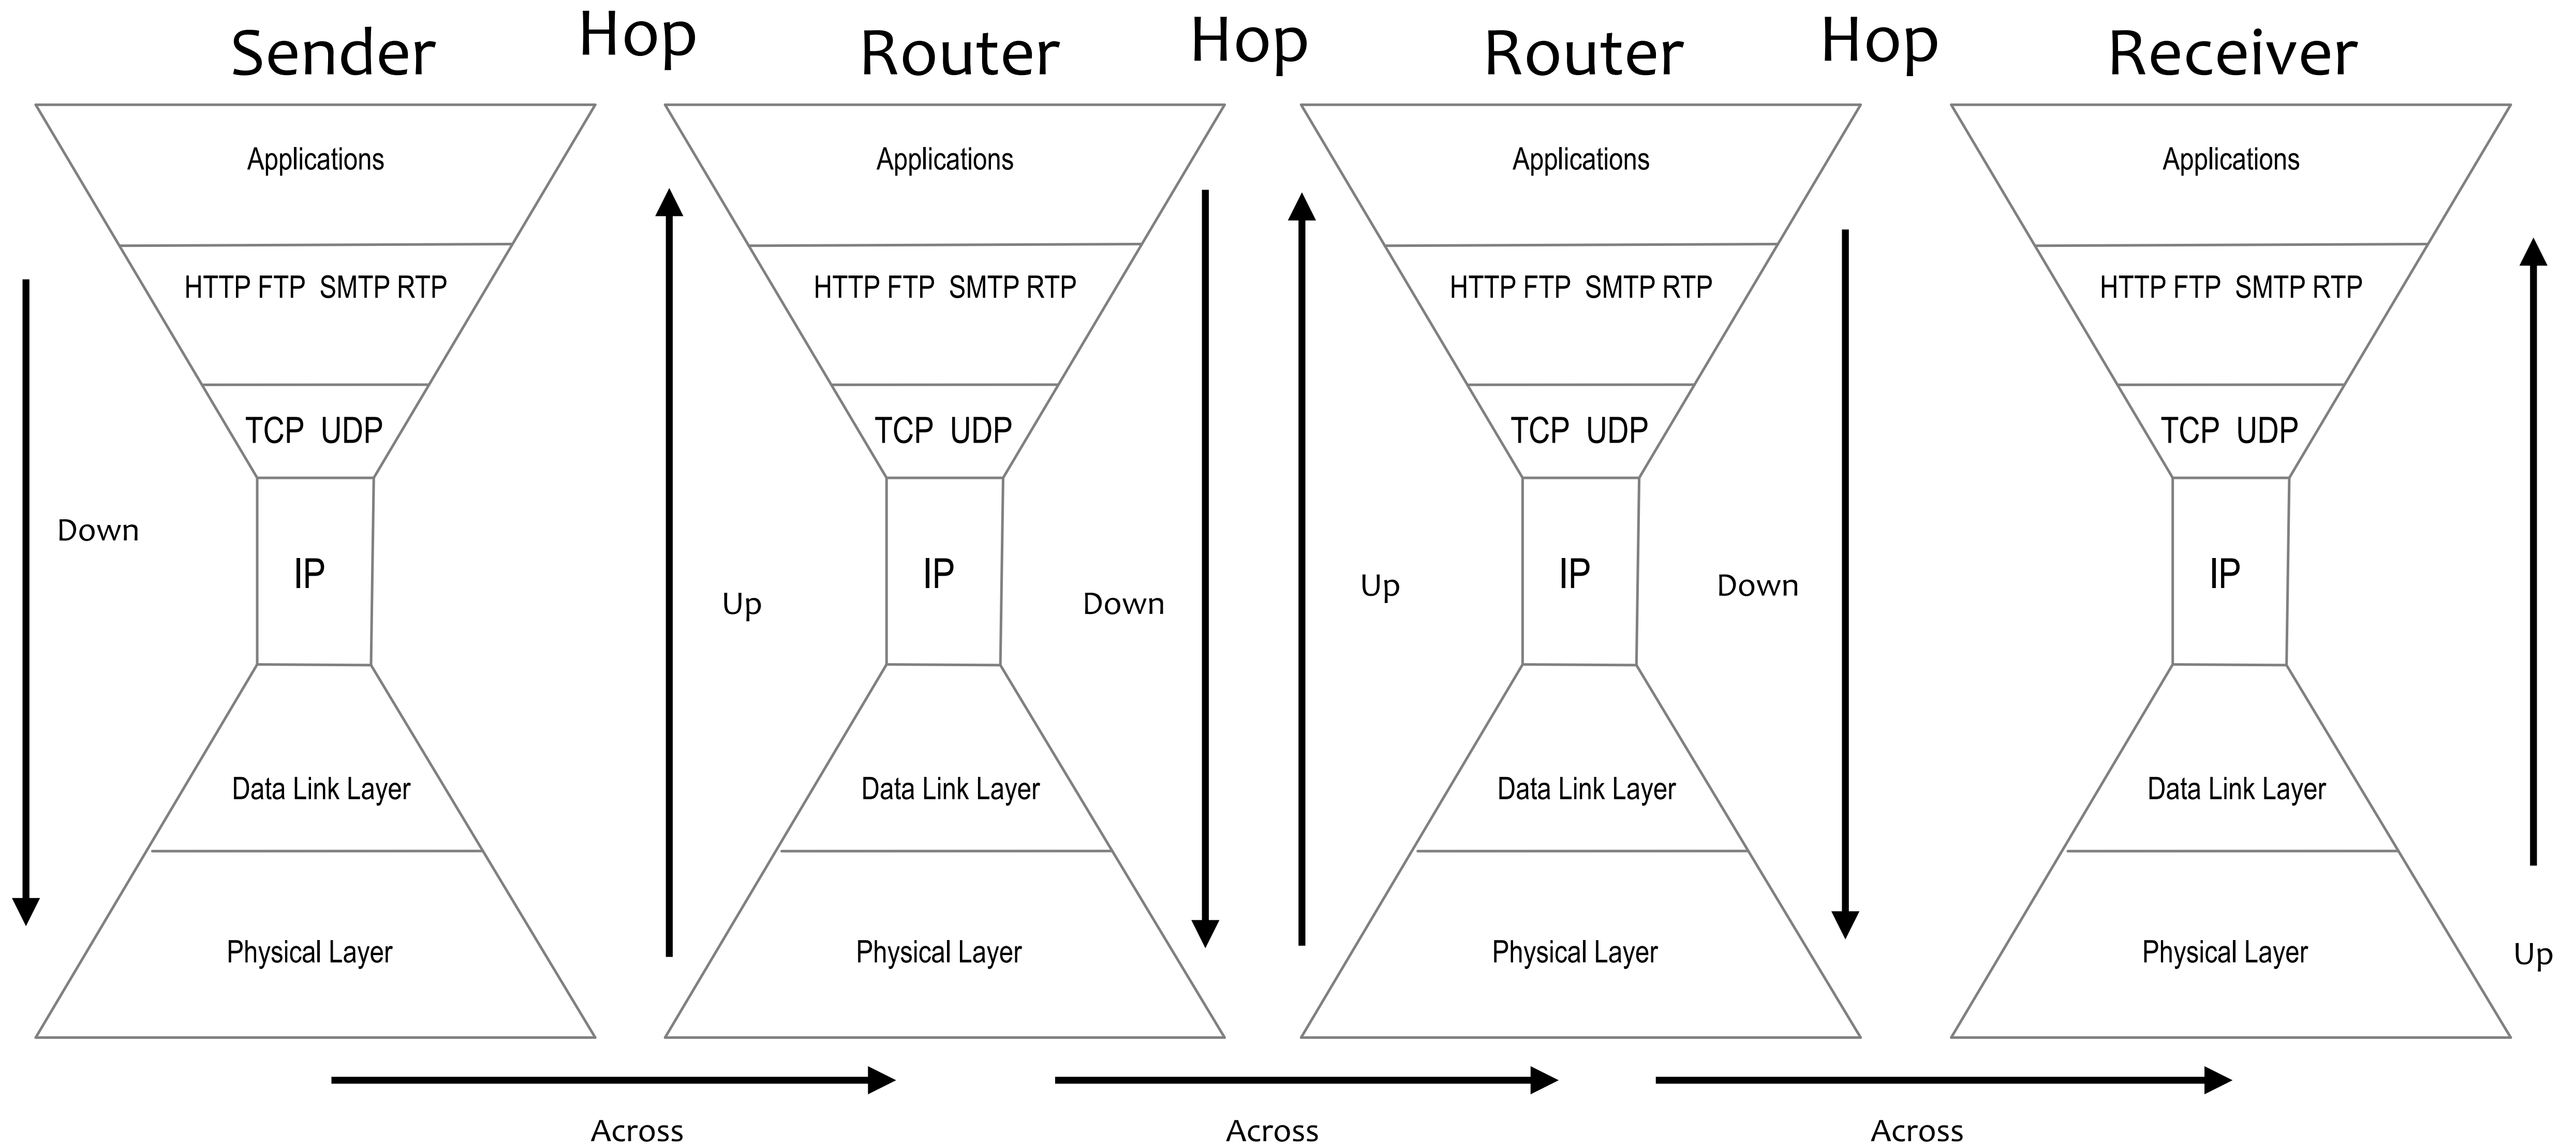 Sender
Hop
Router
Hop
Router
Hop
Receiver
Applications
Applications
Applications
Applications
HTTP FTP SMTP RTP
HTTP FTP SMTP RTP
HTTP FTP SMTP RTP
HTTP FTP SMTP RTP
TCP UDP
TCP UDP
TCP UDP
TCP UDP
Down
IP
Up
IP
Down
Up
IP
Down
IP
Data Link Layer
Data Link Layer
Data Link Layer
Data Link Layer
Physical Layer
Physical Layer
Physical Layer
Physical Layer
Up
Across
Across
Across